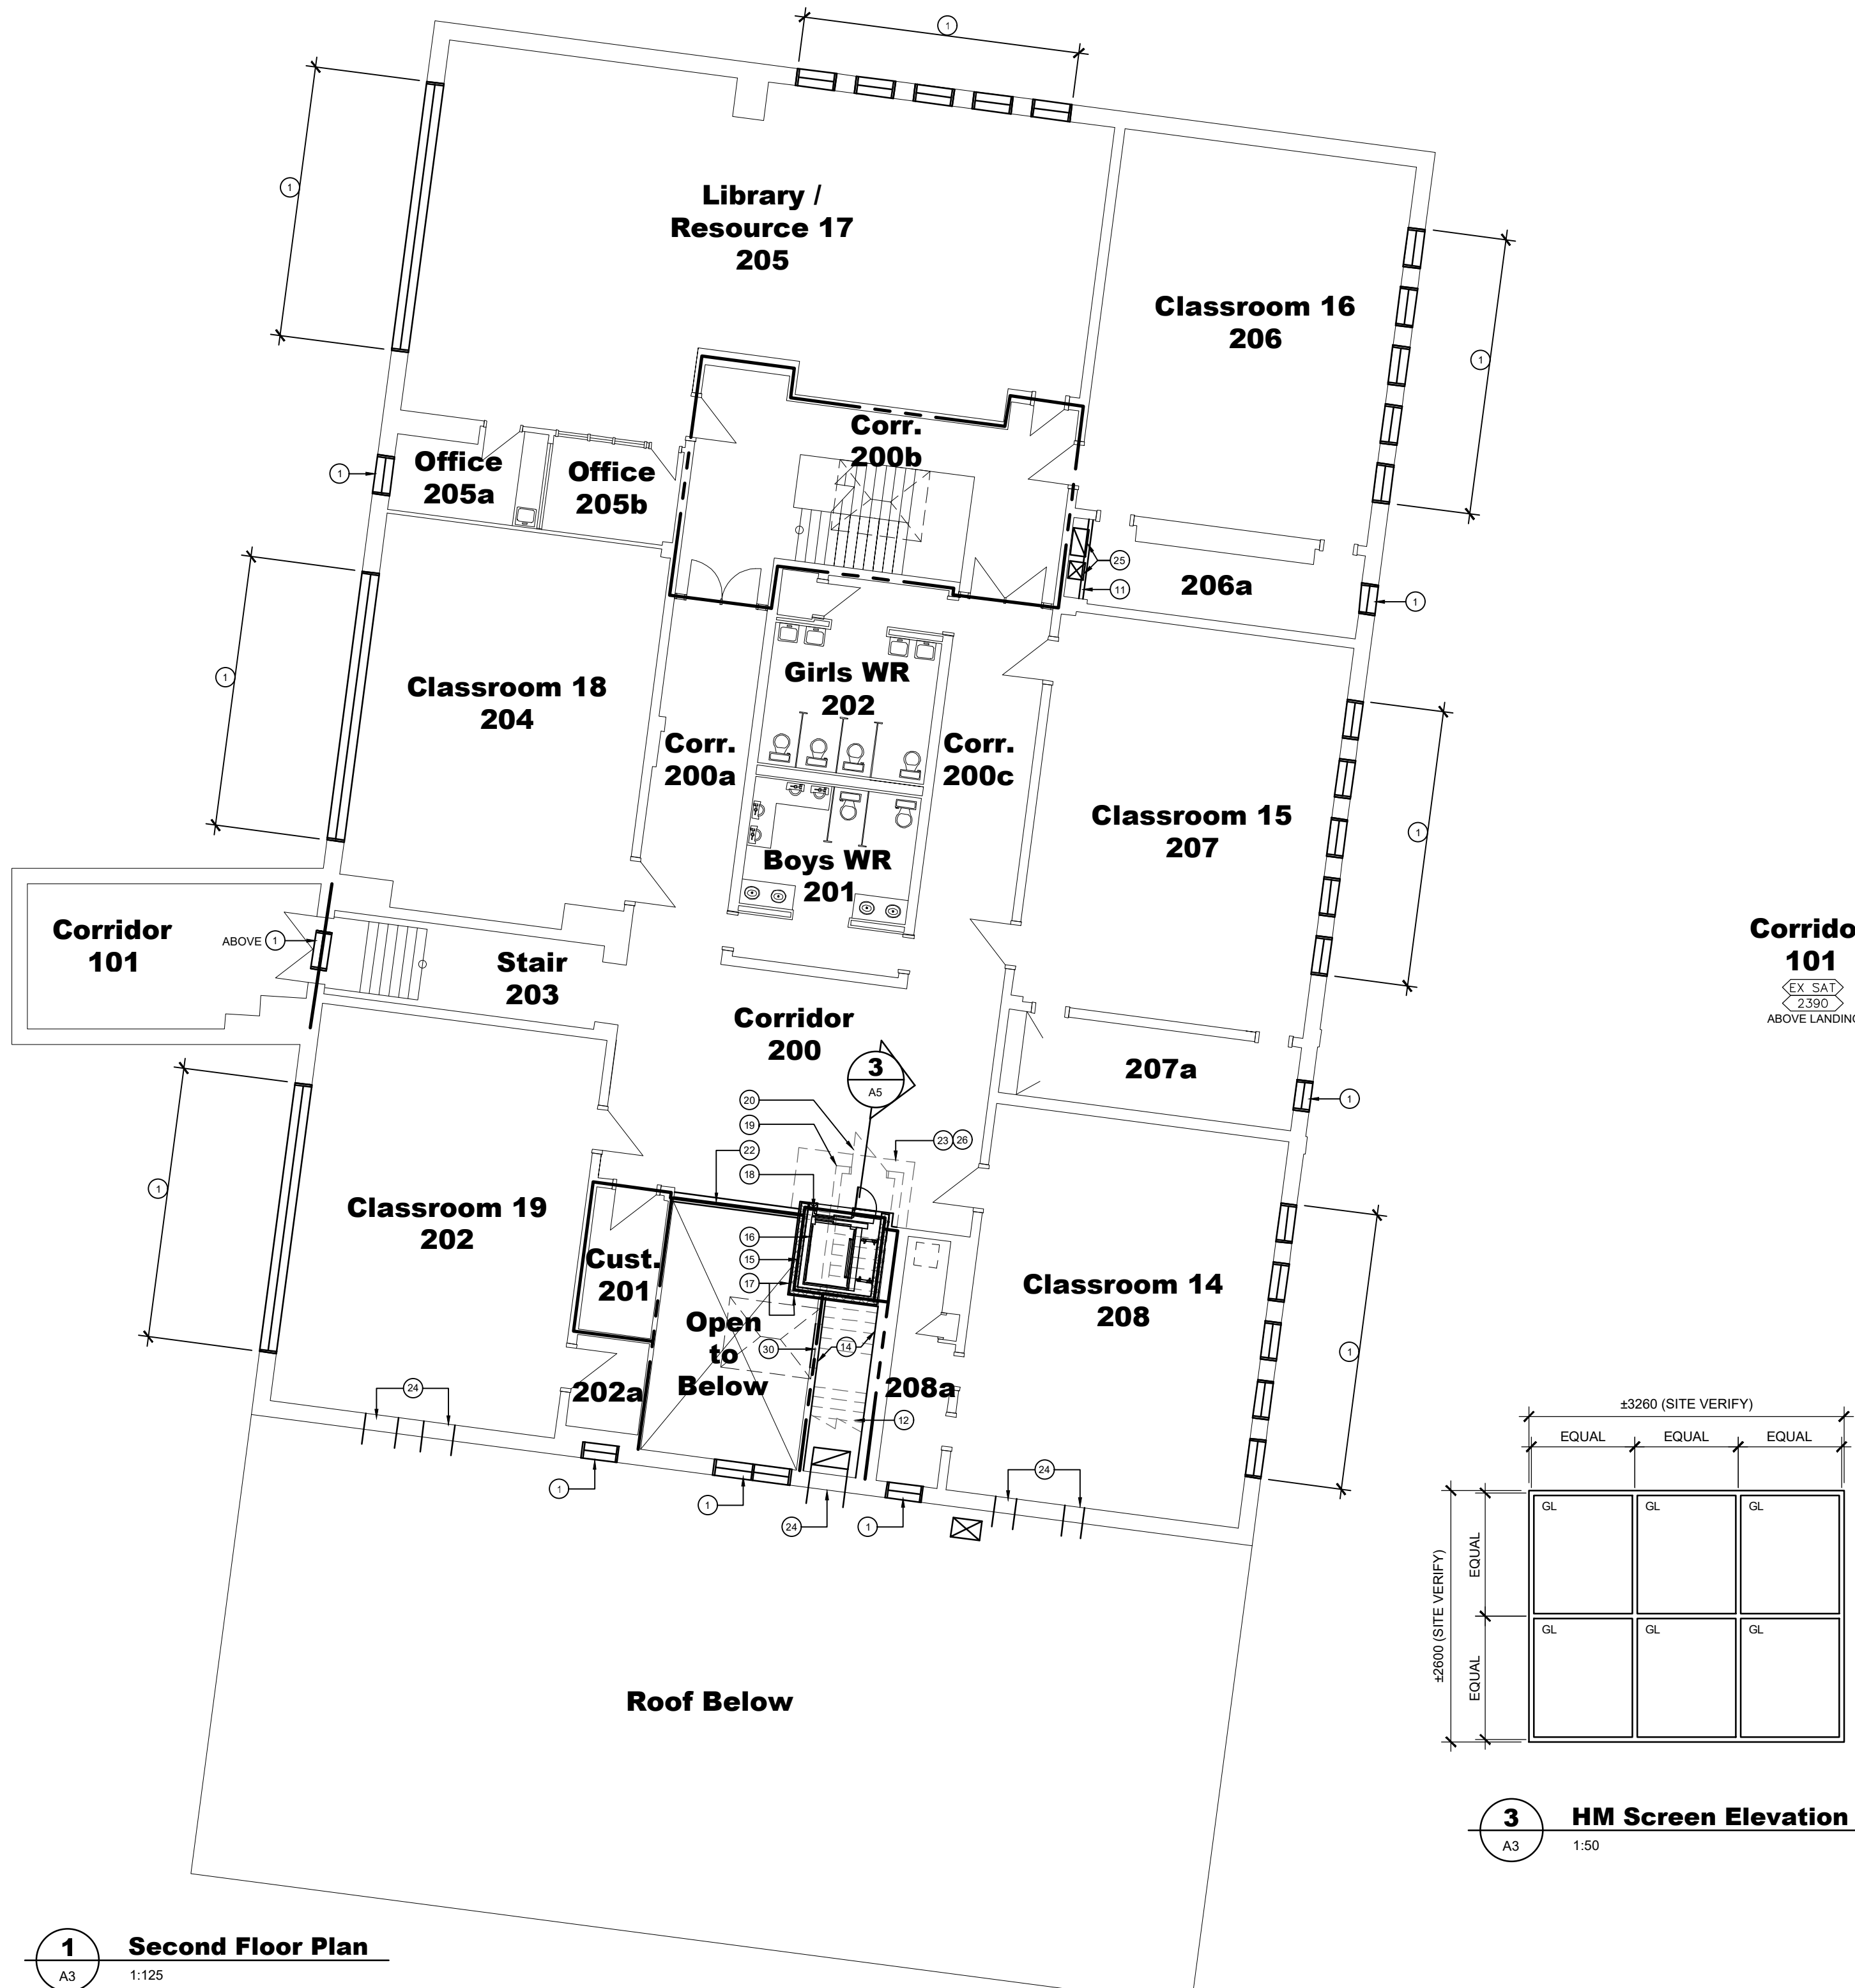 1
1
Library /
Resource 17
205
Classroom 16
206
1
Corr.
200b
Office
205a
Office
205b
1
25
11
206a
1
1
Classroom 18
204
Girls WR
202
Corr.
200a
Corr.
200c
Classroom 15
207
1
Boys WR
201
Corridor
101
ABOVE 1
Stair
203
Corridor
200
3
A5
207a
1
20
19
22
18
23 26
1
Classroom 19
202
16
15
17
Cust.
201
Open
to
Below
30
14
Classroom 14
208
1
24
202a
208a
12
1
1
24
1
24
Roof Below
1
A3
Second Floor Plan
1:125
101
EX SAT
2390
±3260 (SITE VERIFY)
EQUAL EQUAL EQUAL
±2600 (SITE VERIFY)
EQUAL
EQUAL
GL GL GL
GL GL GL
3
A3
HM Screen Elevation
1:50